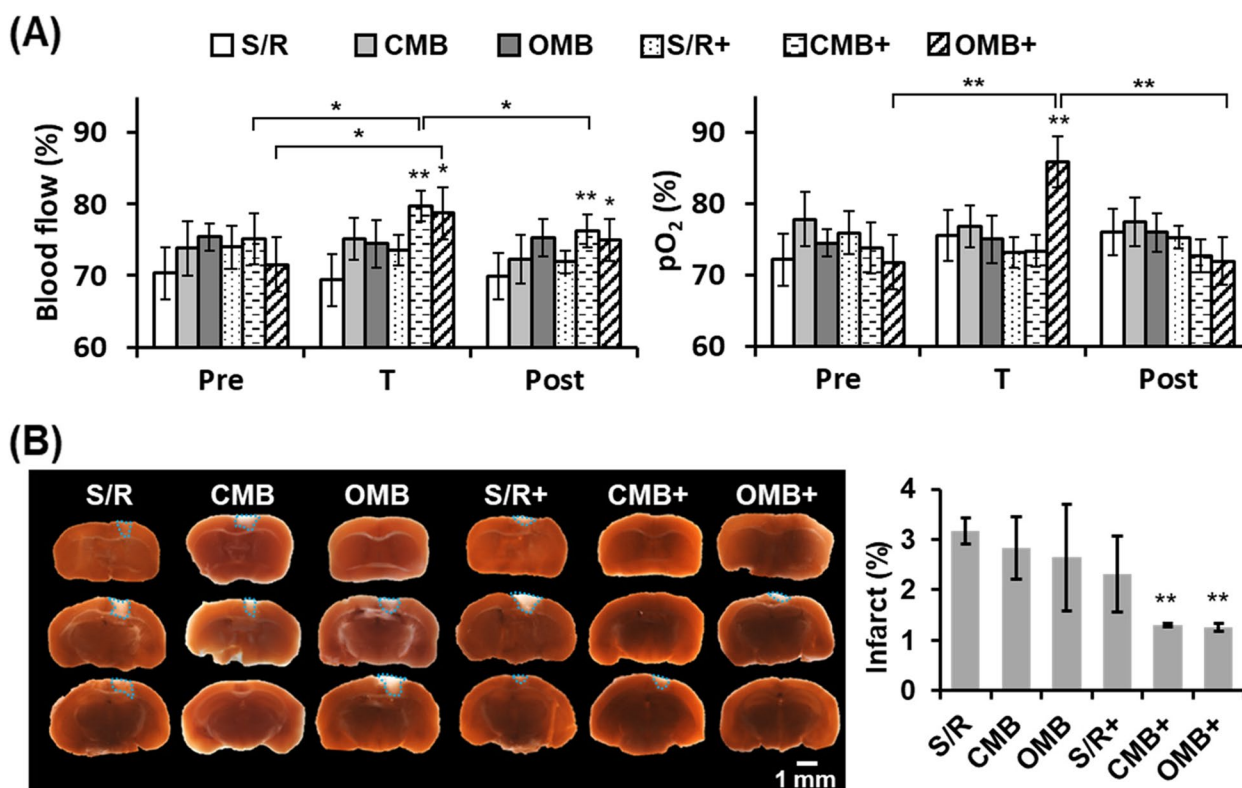 (A)
S/R CMB OMB S/R+ CMB+ OMB+
Blood flow (%)
90
80
70
60
* * *
** * ** *
Pre T Post
pO2 (%)
90
80
70
60
** **
**
Pre T Post
(B)
S/R CMB OMB S/R+ CMB+ OMB+
1 mm
Infarct (%)
4
3
2
1
0
** **
S/R CMB OMB S/R+ CMB+ OMB+